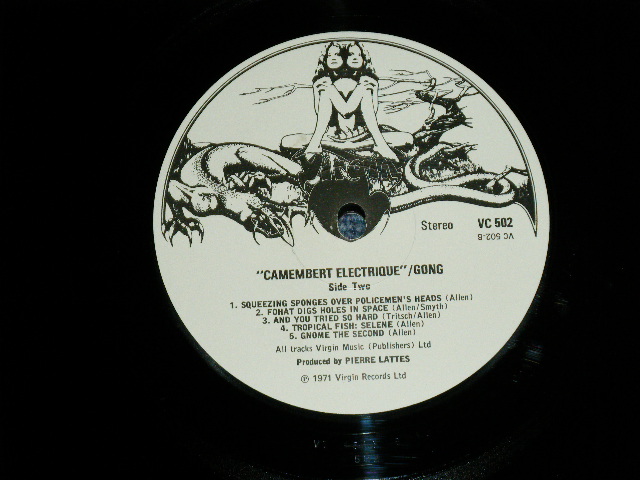 Stereo VC 502
VC 502-B
"CAMEMBERT ELECTRIQUE"/GONG
Side Two
1. SQUEEZING SPONGES OVER POLICEMEN'S HEADS (Allen)
2. FOHAT DIGS HOLES IN SPACE (Allen/Smyth)
3. AND YOU TRIED SO HARD (Tritsch/Allen)
4. TROPICAL FISH: SELENE (Allen)
5. GNOME THE SECOND (Allen)
All tracks Virgin Music (Publishers) Ltd
Produced by PIERRE LATTES
℗ 1971 Virgin Records Ltd